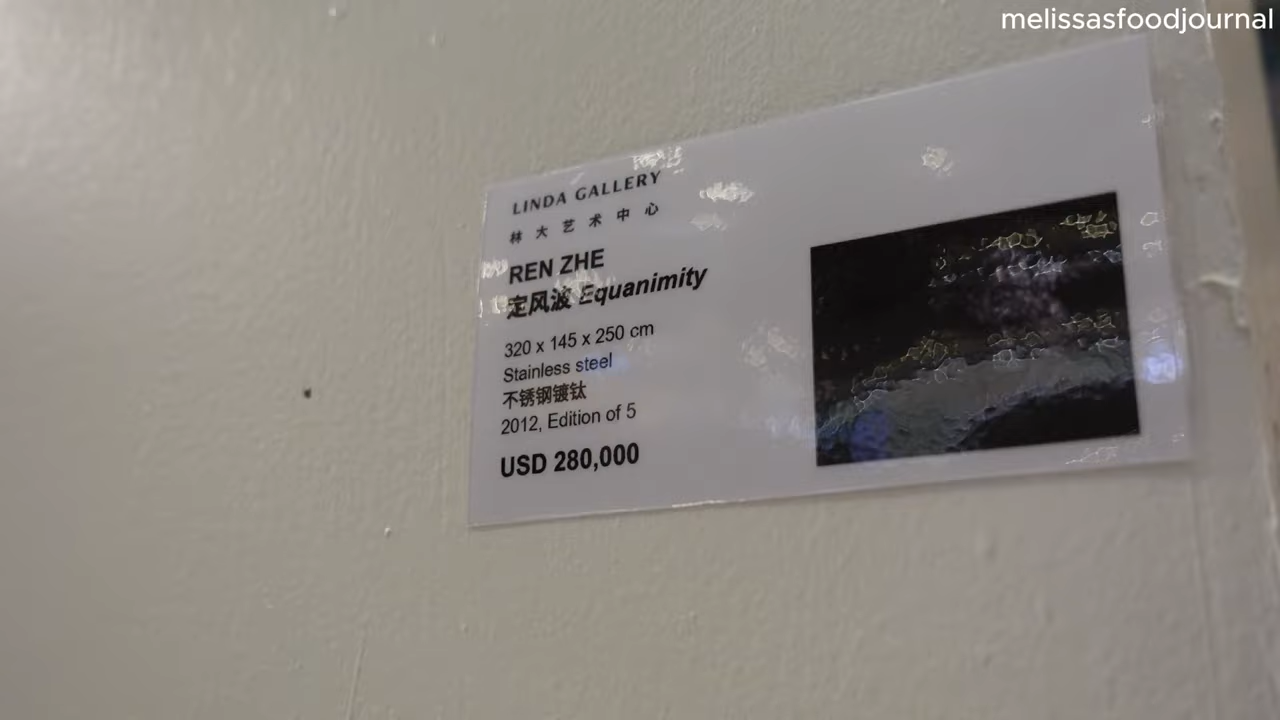 melissasfoodjournal
LINDA GALLERY
林大艺术中心
REN ZHE
定风波 Equanimity
320 x 145 x 250 cm
Stainless steel
不锈钢镀钛
2012, Edition of 5
USD 280,000